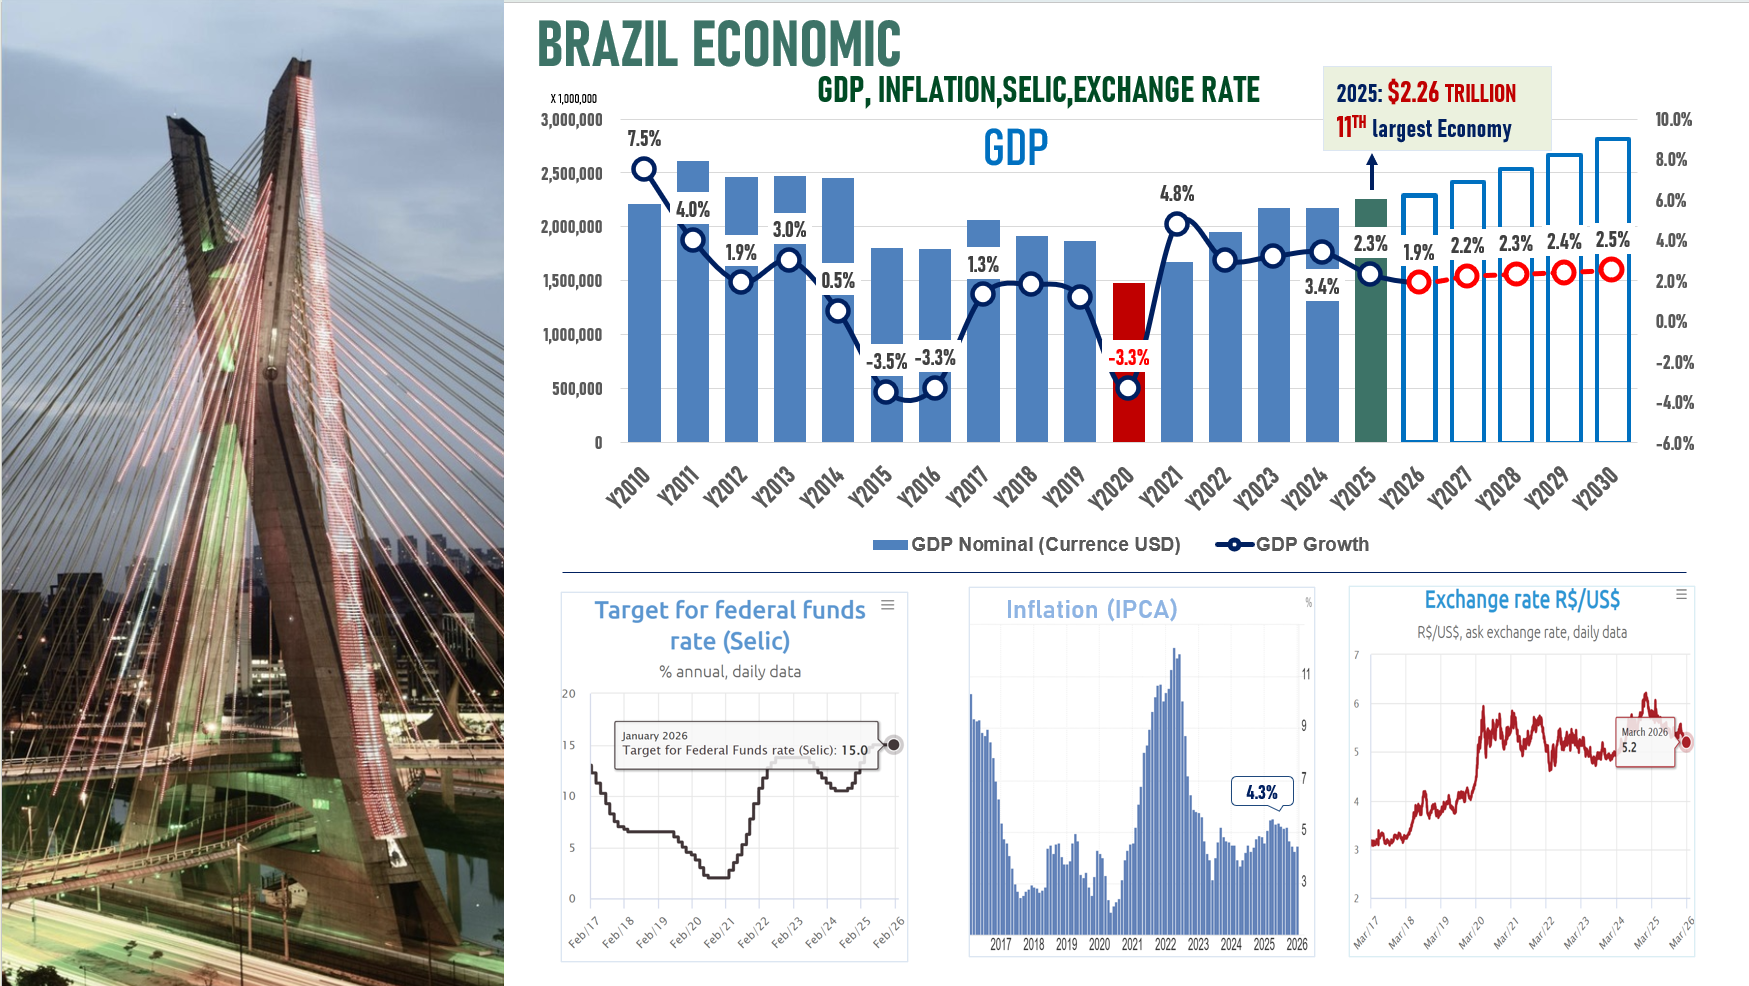 BRAZIL ECONOMIC
GDP, INFLATION,SELIC,EXCHANGE RATE
2025: $2.26 TRILLION
11TH largest Economy
X 1,000,000
GDP
3,000,000
2,500,000
2,000,000
1,500,000
1,000,000
500,000
0
10.0%
8.0%
6.0%
4.0%
2.0%
0.0%
-2.0%
-4.0%
-6.0%
7.5%
4.0%
1.9%
3.0%
0.5%
-3.5%
-3.3%
1.3%
-3.3%
4.8%
3.4%
2.3%
1.9%
2.2%
2.3%
2.4%
2.5%
Y2010
Y2011
Y2012
Y2013
Y2014
Y2015
Y2016
Y2017
Y2018
Y2019
Y2020
Y2021
Y2022
Y2023
Y2024
Y2025
Y2026
Y2027
Y2028
Y2029
Y2030
GDP Nominal (Currence USD)
GDP Growth
Target for federal funds
rate (Selic)
% annual, daily data
20
15
10
5
0
January 2026
Target for Federal Funds rate (Selic): 15.0
Feb/17
Feb/18
Feb/19
Feb/20
Feb/21
Feb/22
Feb/23
Feb/24
Feb/25
Feb/26
Inflation (IPCA)
%
11
9
7
5
3
4.3%
2017
2018
2019
2020
2021
2022
2023
2024
2025
2026
Exchange rate R$/US$
R$/US$, ask exchange rate, daily data
7
6
5
4
3
2
March 2026
5.2
Mar/17
Mar/18
Mar/19
Mar/20
Mar/21
Mar/22
Mar/23
Mar/24
Mar/25
Mar/26